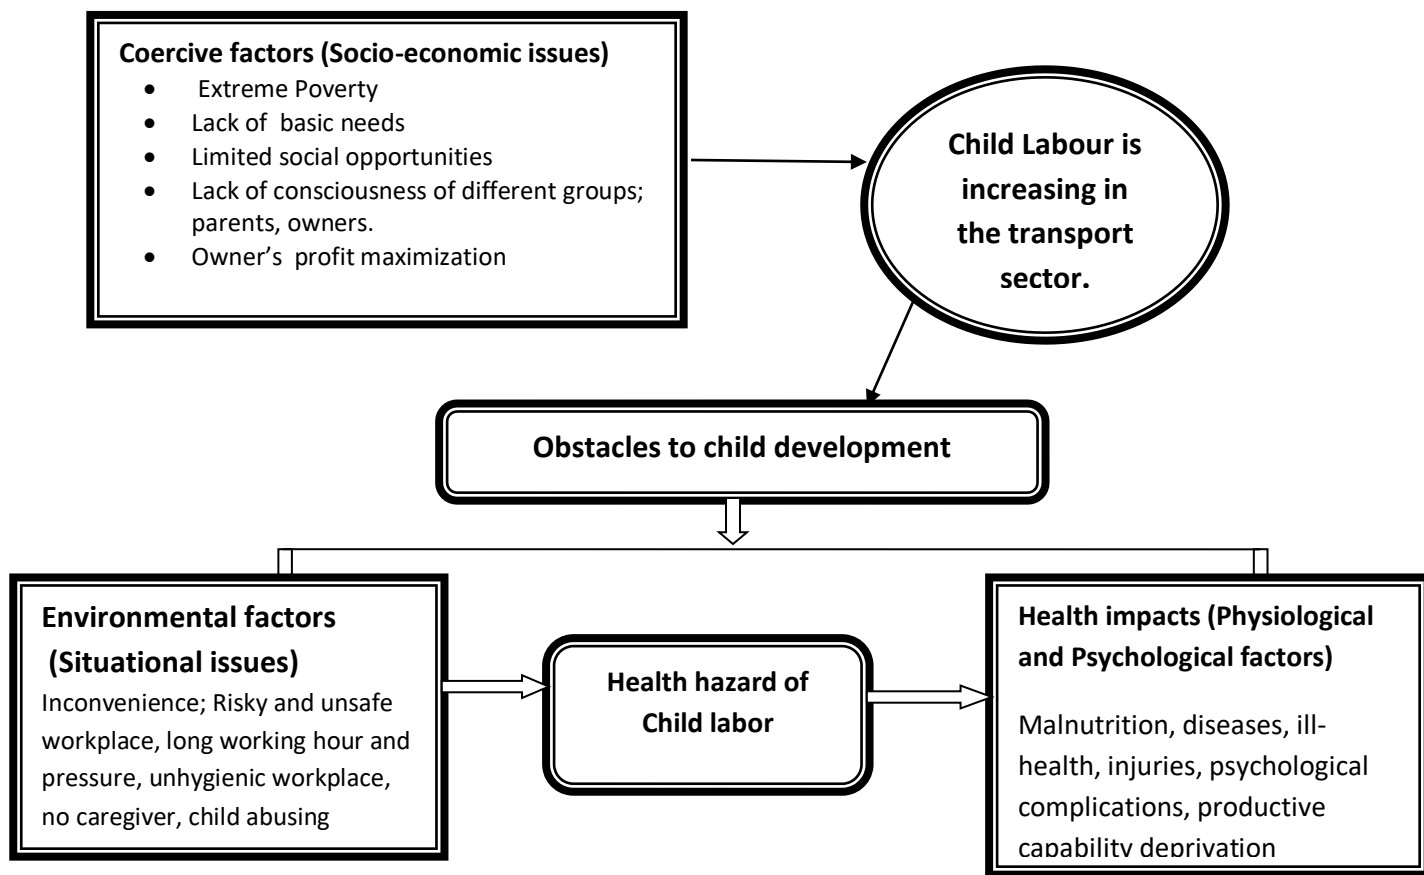 Coercive factors (Socio-economic issues)
• Extreme Poverty
• Lack of basic needs
• Limited social opportunities
• Lack of consciousness of different groups;
parents, owners.
• Owner’s profit maximization
Child Labour is
increasing in
the transport
sector.
Obstacles to child development
Environmental factors
(Situational issues)
Inconvenience; Risky and unsafe
workplace, long working hour and
pressure, unhygienic workplace,
no caregiver, child abusing
Health hazard of
Child labor
Health impacts (Physiological
and Psychological factors)
Malnutrition, diseases, ill-
health, injuries, psychological
complications, productive
capability deprivation